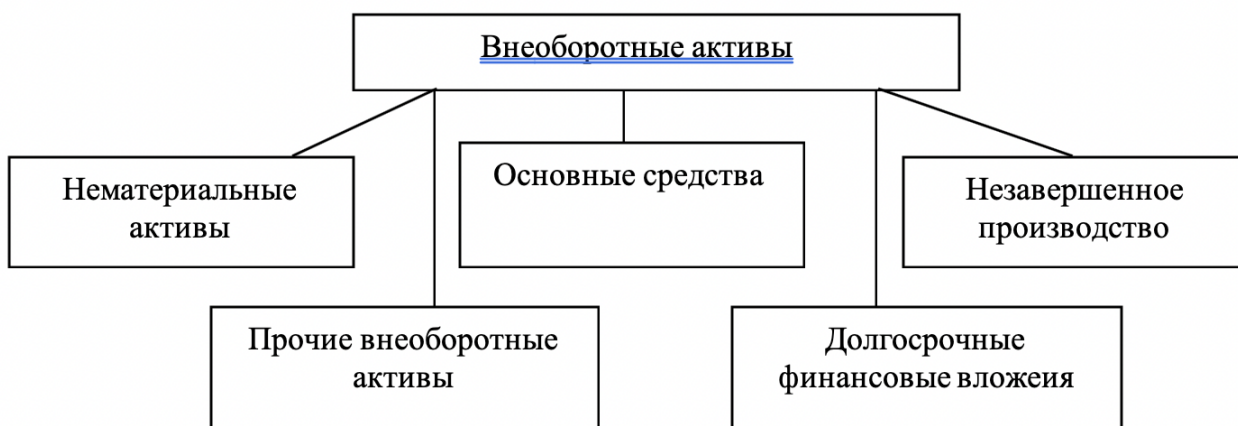 Внеоборотные активы
Нематериальные
активы
Основные средства
Незавершенное
производство
Прочие внеоборотные
активы
Долгосрочные
финансовые вложеия